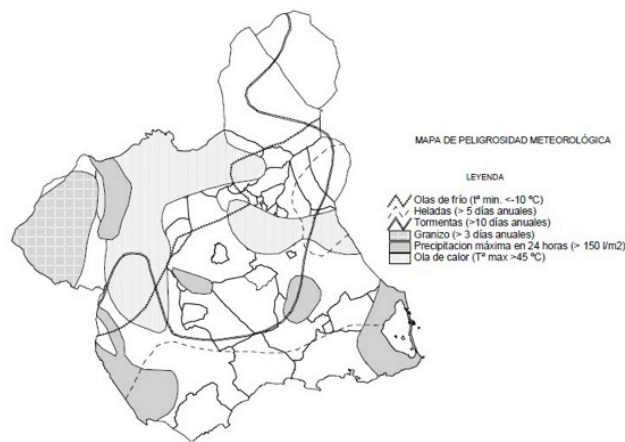 MAPA DE PELIGROSIDAD METEOROLÓGICA
LEYENDA
Olas de frío (tª min. <-10 ºC)
Heladas (> 5 días anuales)
Tormentas (>10 días anuales)
Granizo (> 3 días anuales)
Precipitacion máxima en 24 horas (> 150 l/m2)
Ola de calor (Tª max >45 ºC)